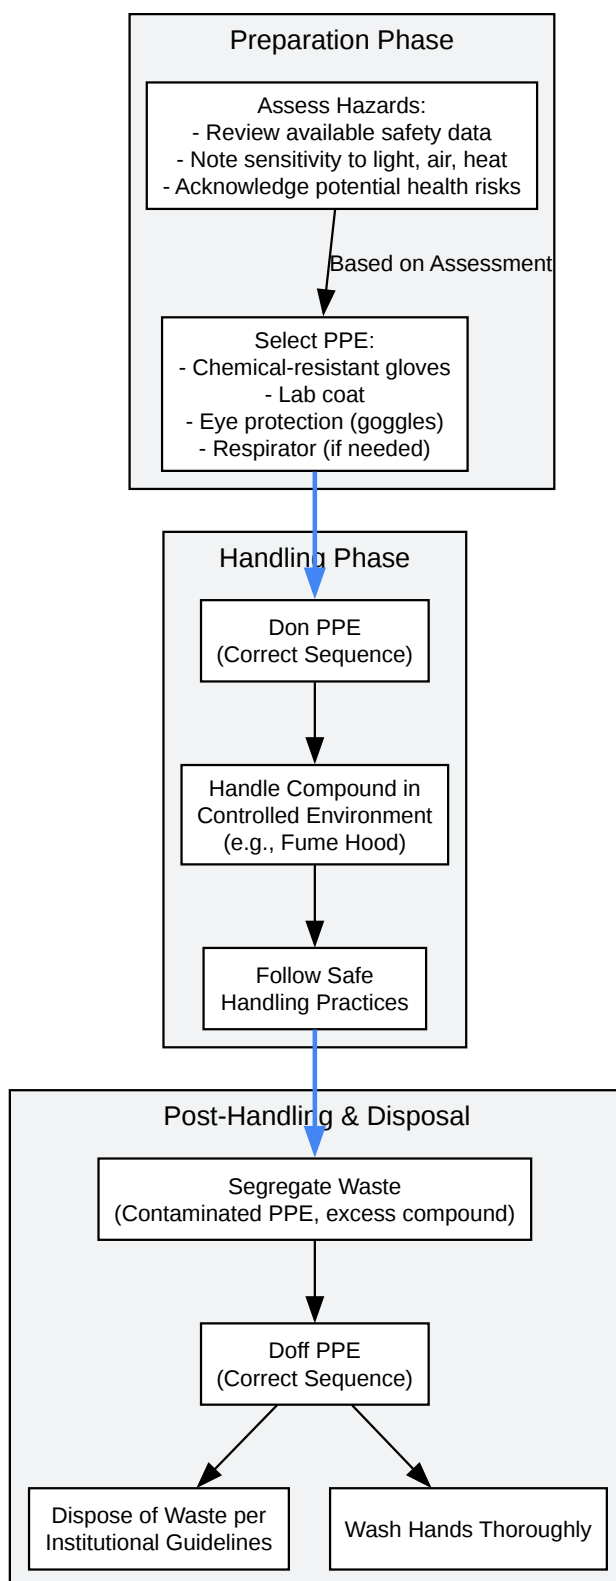 Preparation Phase
Assess Hazards:
- Review available safety data
- Note sensitivity to light, air, heat
- Acknowledge potential health risks
Based on Assessment
Select PPE:
- Chemical-resistant gloves
- Lab coat
- Eye protection (goggles)
- Respirator (if needed)
Handling Phase
Don PPE
(Correct Sequence)
Handle Compound in
Controlled Environment
(e.g., Fume Hood)
Follow Safe
Handling Practices
Post-Handling & Disposal
Segregate Waste
(Contaminated PPE, excess compound)
Doff PPE
(Correct Sequence)
Dispose of Waste per
Institutional Guidelines
Wash Hands Thoroughly